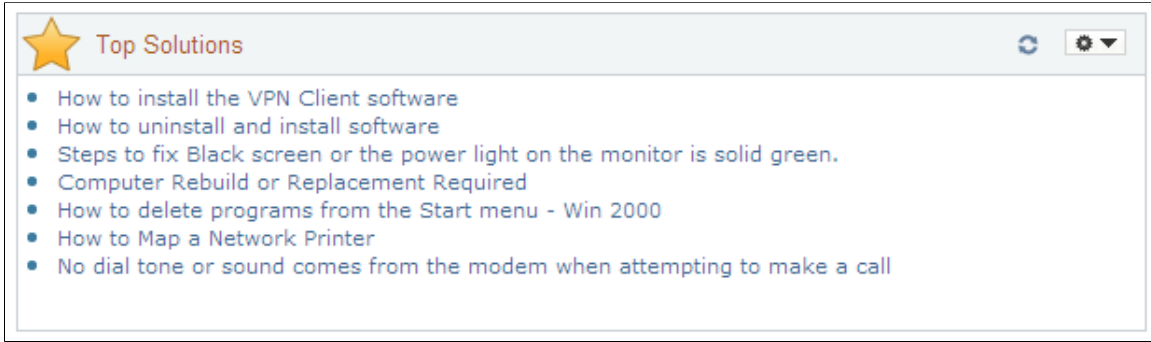 Top Solutions
How to install the VPN Client software
How to uninstall and install software
Steps to fix Black screen or the power light on the monitor is solid green.
Computer Rebuild or Replacement Required
How to delete programs from the Start menu - Win 2000
How to Map a Network Printer
No dial tone or sound comes from the modem when attempting to make a call